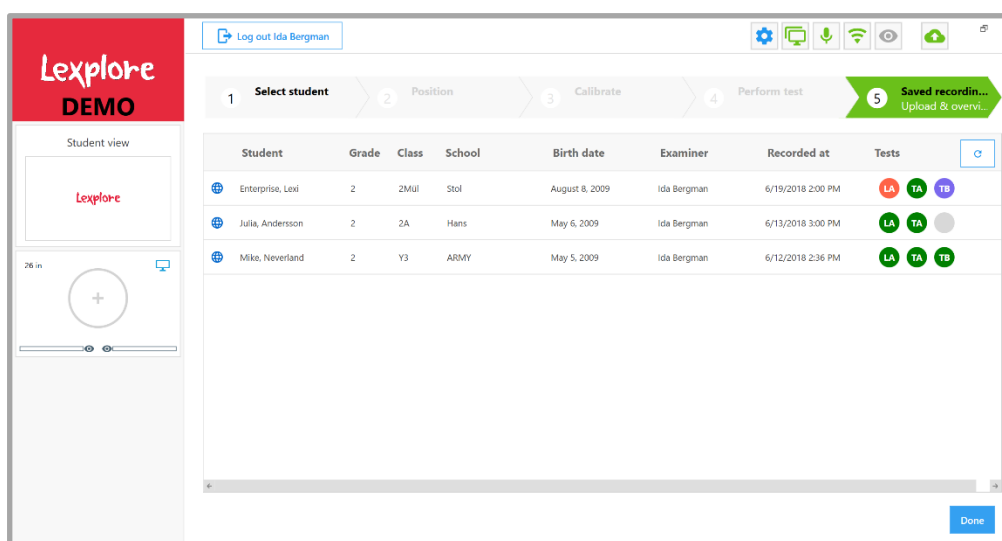 Lexplore
DEMO
Log out Ida Bergman
1 Select student
2 Position
3 Calibrate
4 Perform test
5 Saved recordin...
Upload & overvi...
Student view
Lexplore
26 in
Student Grade Class School Birth date Examiner Recorded at Tests
Enterprise, Lexi 2 2Mül Stol August 8, 2009 Ida Bergman 6/19/2018 2:00 PM LA TA TB
Julia, Andersson 2 2A Hans May 6, 2009 Ida Bergman 6/13/2018 3:00 PM LA TA
Mike, Neverland 2 Y3 ARMY May 5, 2009 Ida Bergman 6/12/2018 2:36 PM LA TA TB
Done